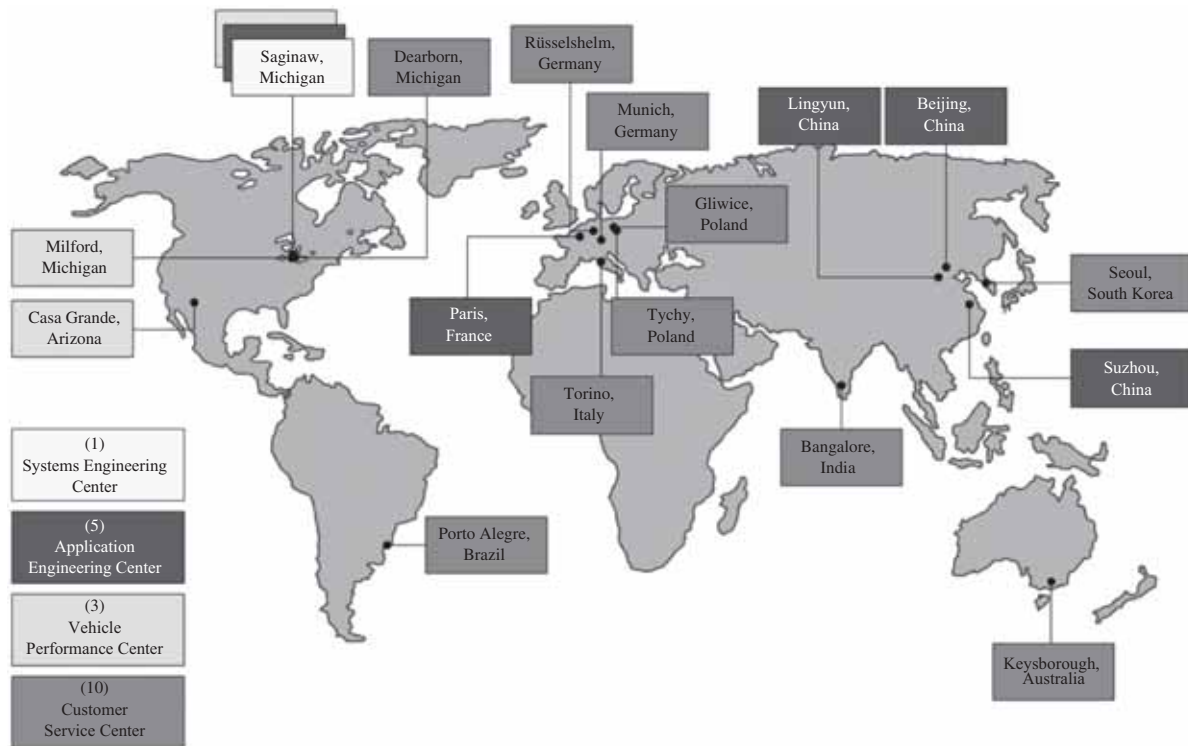 Saginaw,
Michigan
Dearborn,
Michigan
Rüsselshelm,
Germany
Munich,
Germany
Lingyun,
China
Beijing,
China
Gliwice,
Poland
Milford,
Michigan
Casa Grande,
Arizona
Paris,
France
Tychy,
Poland
Seoul,
South Korea
Torino,
Italy
Suzhou,
China
Bangalore,
India
Porto Alegre,
Brazil
Keysborough,
Australia
(1)
Systems Engineering
Center
(5)
Application
Engineering Center
(3)
Vehicle
Performance Center
(10)
Customer
Service Center